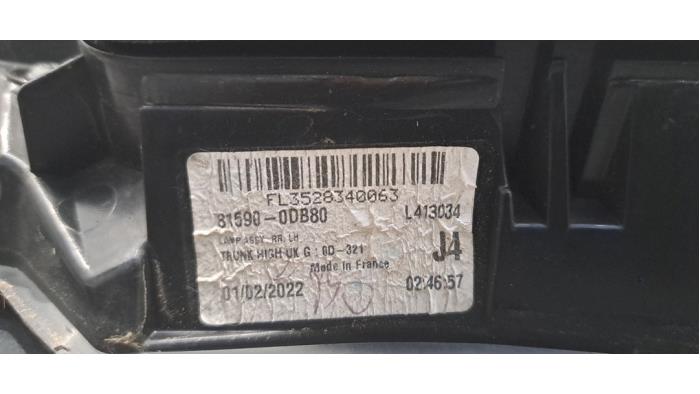 FL3528340063
81590-0DB80 L413034
LAMP ASSY, RR, LH
TRUNK HIGH UK G : 0D-321 J4
Made in France
01/02/2022 02:46:57